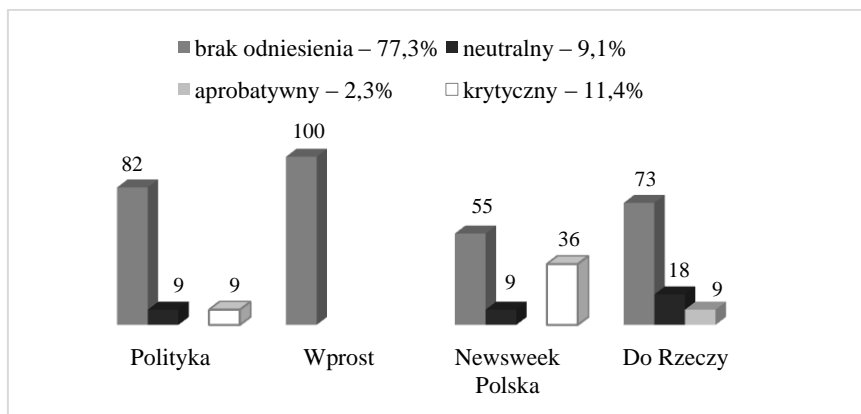 brak odniesienia – 77,3% neutralny – 9,1%
aprobatywny – 2,3% krytyczny – 11,4%
82 9 9
100
55 9 36
73 18 9
Polityka Wprost Newsweek Polska Do Rzeczy